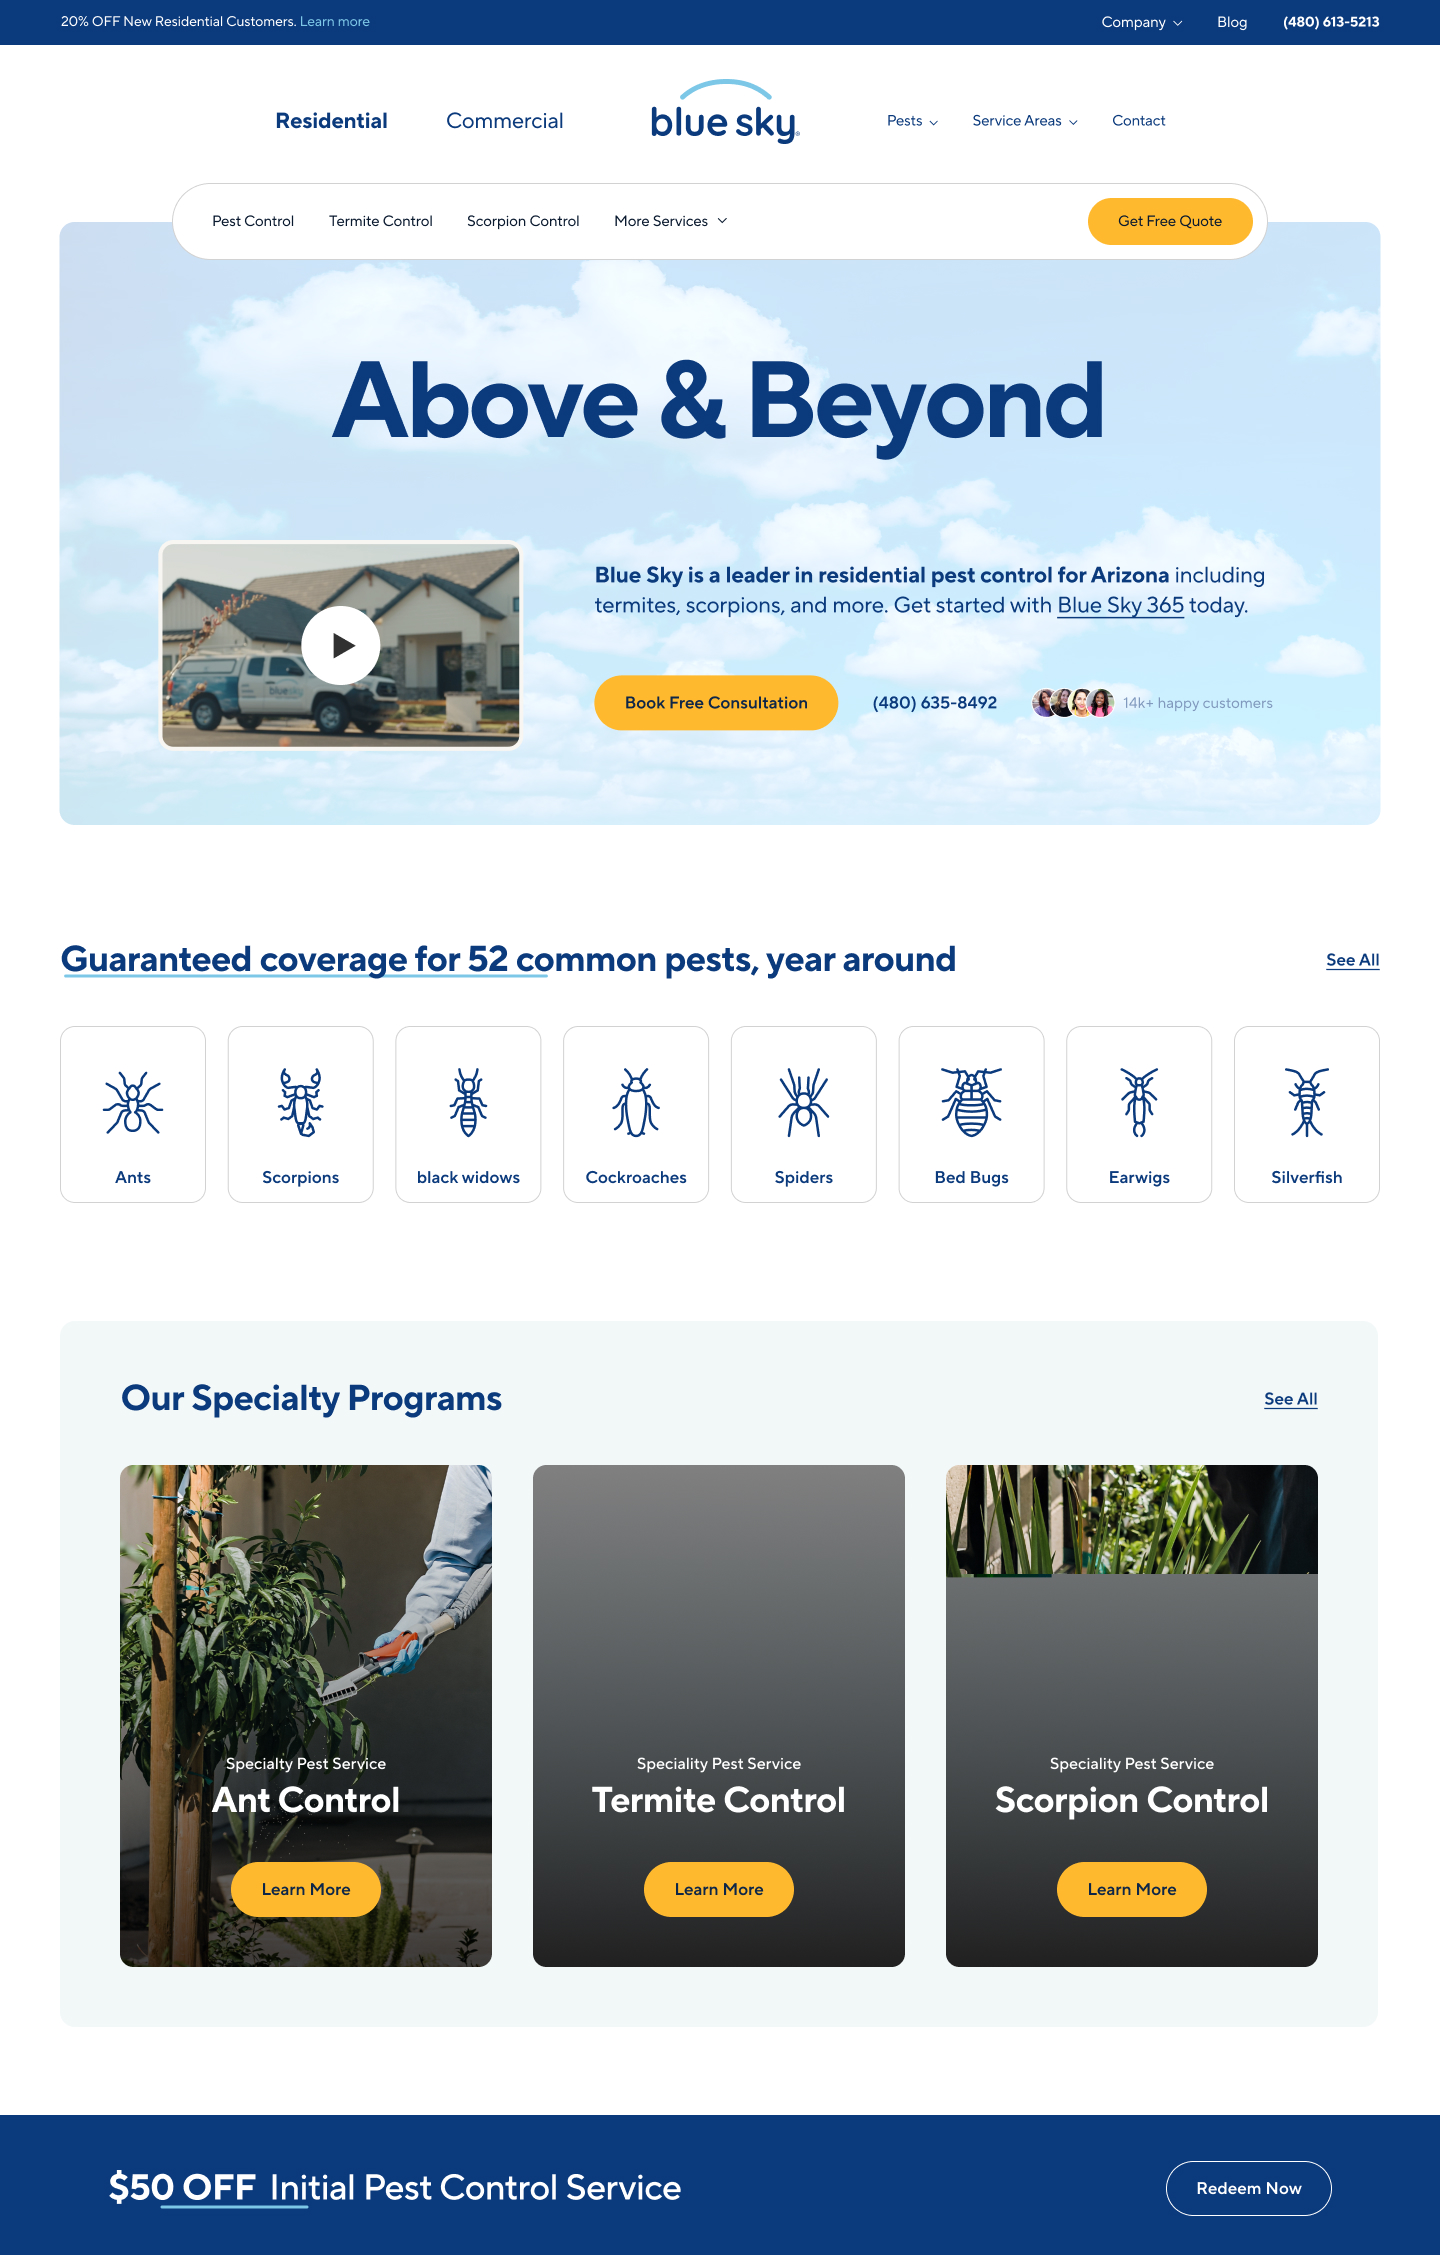 20% OFF New Residential Customers. Learn more
Company
Blog
(480) 613-5213
Residential
Commercial
blue sky
Pests
Service Areas
Contact
Pest Control
Termite Control
Scorpion Control
More Services
Get Free Quote
Above & Beyond
Blue Sky is a leader in residential pest control for Arizona including
termites, scorpions, and more. Get started with Blue Sky 365 today.
blue sky
Book Free Consultation
(480) 635-8492
14k+ happy customers
Guaranteed coverage for 52 common pests, year around
See All
Ants
Scorpions
black widows
Cockroaches
Spiders
Bed Bugs
Earwigs
Silverfish
Our Specialty Programs
See All
Specialty Pest Service
Ant Control
Learn More
Speciality Pest Service
Termite Control
Learn More
Speciality Pest Service
Scorpion Control
Learn More
$50 OFF Initial Pest Control Service
Redeem Now